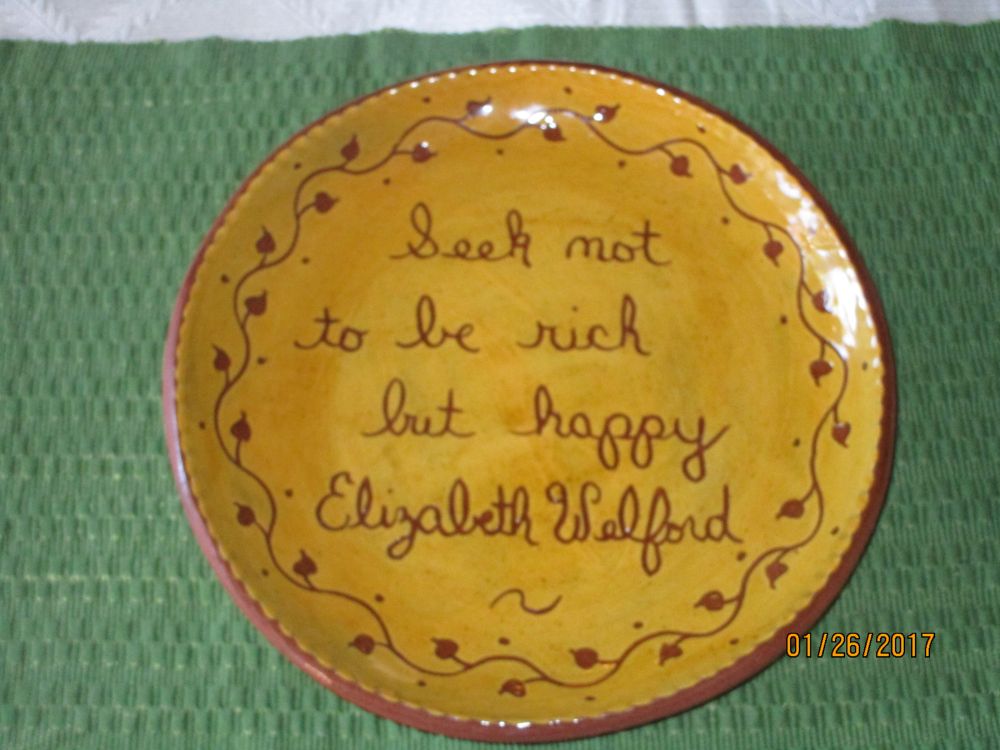 Seek not
to be rich
but happy
Elizabeth Welford
~
01/26/2017